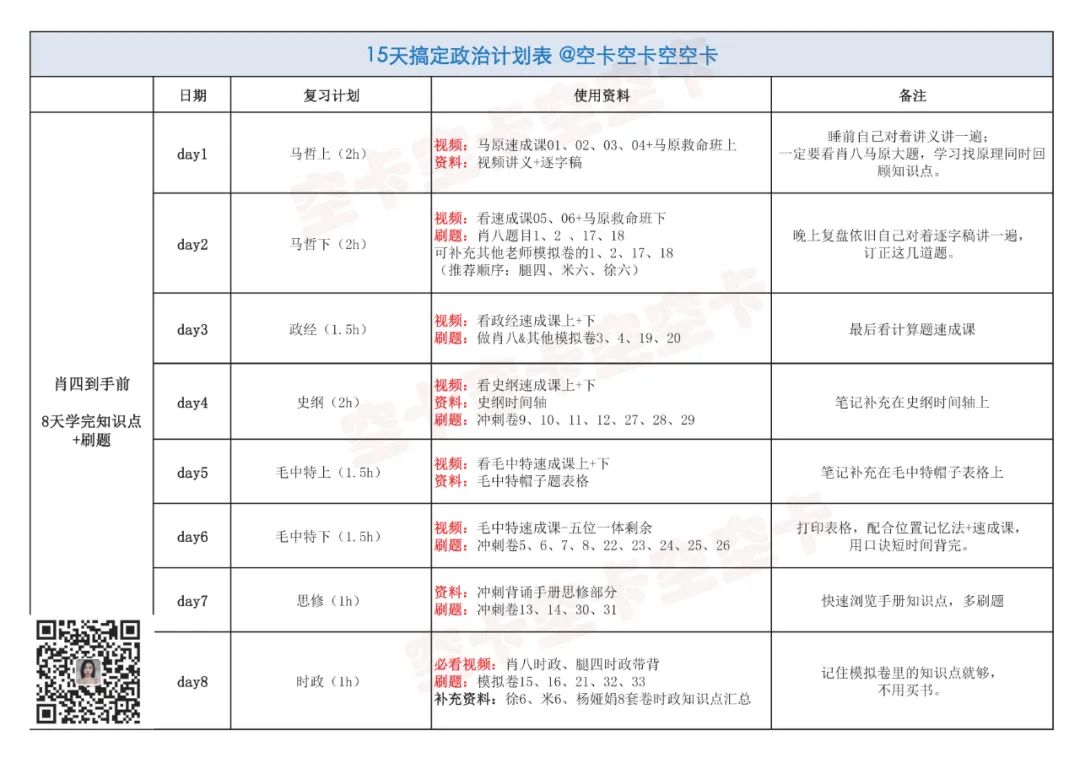 15天搞定政治计划表 @空卡空卡空空卡
日期
复习计划
使用资料
备注
肖四到手前
8天学完知识点
+刷题
day1
马哲上（2h）
视频：马原速成课01、02、03、04+马原救命班上
资料：视频讲义+逐字稿
睡前自己对着讲义讲一遍；
一定要看肖八马原大题，学习找原理同时回
顾知识点。
day2
马哲下（2h）
视频：看速成课05、06+马原救命班下
刷题：肖八题目1、2 、17、18
可补充其他老师模拟卷的1、2、17、18
（推荐顺序：腿四、米六、徐六）
晚上复盘依旧自己对着逐字稿讲一遍，
订正这几道题。
day3
政经（1.5h）
视频：看政经速成课上+下
刷题：做肖八&其他模拟卷3、4、19、20
最后看计算题速成课
day4
史纲（2h）
视频：看史纲速成课上+下
资料：史纲时间轴
刷题：冲刺卷9、10、11、12、27、28、29
笔记补充在史纲时间轴上
day5
毛中特上（1.5h）
视频：看毛中特速成课上+下
资料：毛中特帽子题表格
笔记补充在毛中特帽子表格上
day6
毛中特下（1.5h）
视频：毛中特速成课-五位一体剩余
刷题：冲刺卷5、6、7、8、22、23、24、25、26
打印表格，配合位置记忆法+速成课，
用口诀短时间背完。
day7
思修（1h）
资料：冲刺背诵手册思修部分
刷题：冲刺卷13、14、30、31
快速浏览手册知识点，多刷题
day8
时政（1h）
必看视频：肖八时政、腿四时政带背
刷题：模拟卷15、16、21、32、33
补充资料：徐6、米6、杨娅娟8套卷时政知识点汇总
记住模拟卷里的知识点就够，
不用买书。
空卡空卡空空卡
空卡空卡空空卡
空卡空卡空空卡